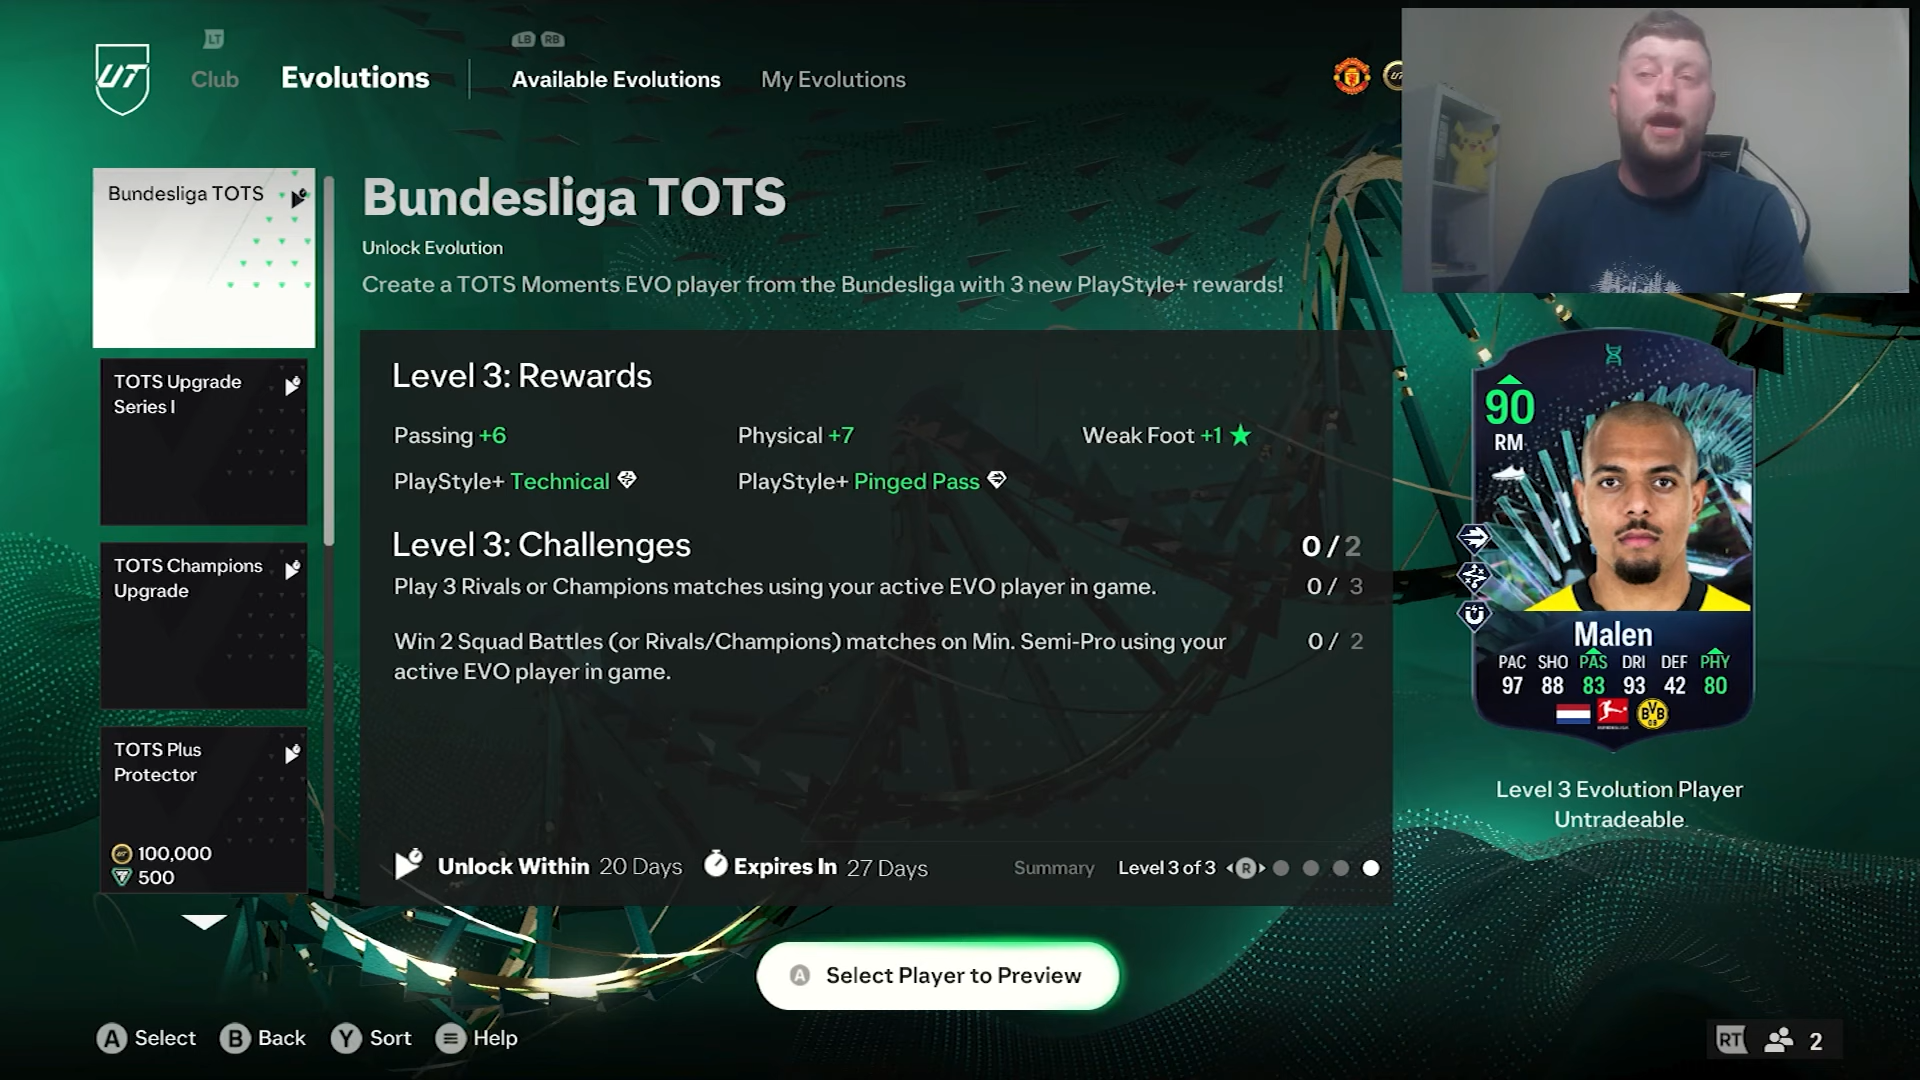 LT
LB RB
UT
Club
Evolutions
Available Evolutions
My Evolutions
Bundesliga TOTS
TOTS Upgrade
Series I
TOTS Champions
Upgrade
TOTS Plus
Protector
100,000
500
Bundesliga TOTS
Unlock Evolution
Create a TOTS Moments EVO player from the Bundesliga with 3 new PlayStyle+ rewards!
Level 3: Rewards
Passing +6
Physical +7
Weak Foot +1
PlayStyle+ Technical
PlayStyle+ Pinged Pass
Level 3: Challenges
0 / 2
Play 3 Rivals or Champions matches using your active EVO player in game.
0 / 3
Win 2 Squad Battles (or Rivals/Champions) matches on Min. Semi-Pro using your
active EVO player in game.
0 / 2
Unlock Within 20 Days
Expires In 27 Days
Summary
Level 3 of 3
R
90
RM
Malen
PAC SHO PAS DRI DEF PHY
97 88 83 93 42 80
BVB
09
Level 3 Evolution Player
Untradeable
A Select Player to Preview
A Select
B Back
Y Sort
Help
RT
2